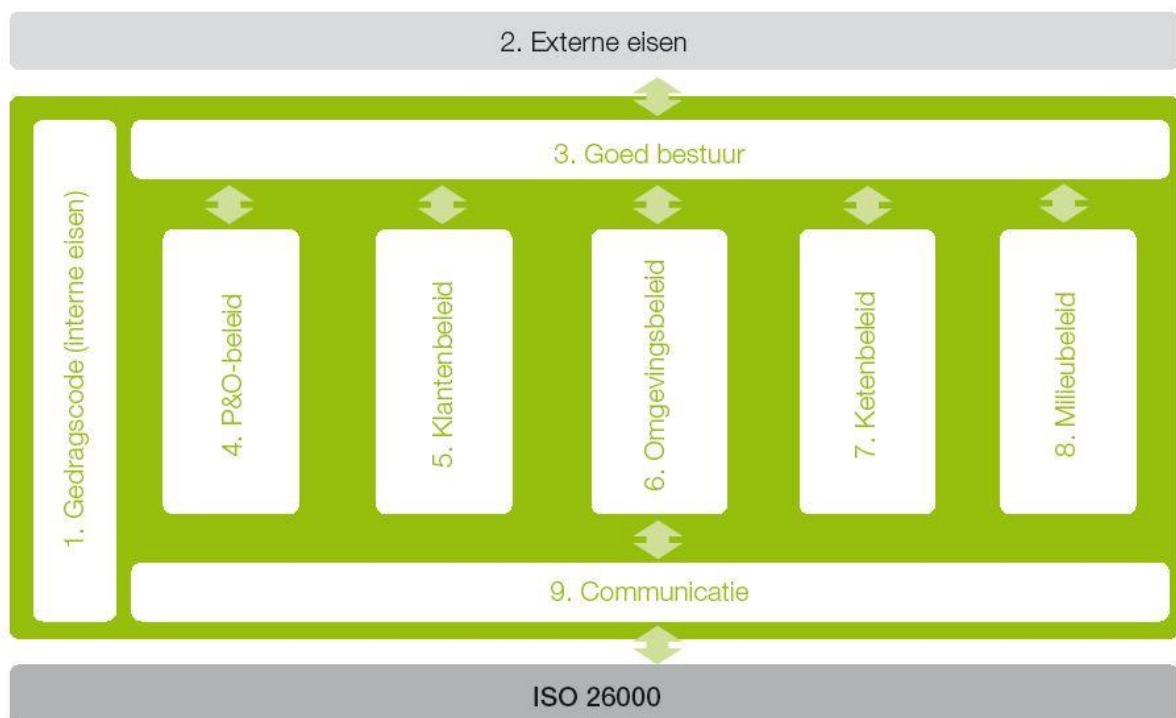 2. Externe eisen
1. Gedragscode (interne eisen)
3. Goed bestuur
4. P&O-beleid
5. Klantenbeleid
6. Omgevingsbeleid
7. Ketenbeleid
8. Milieubeleid
9. Communicatie
ISO 26000